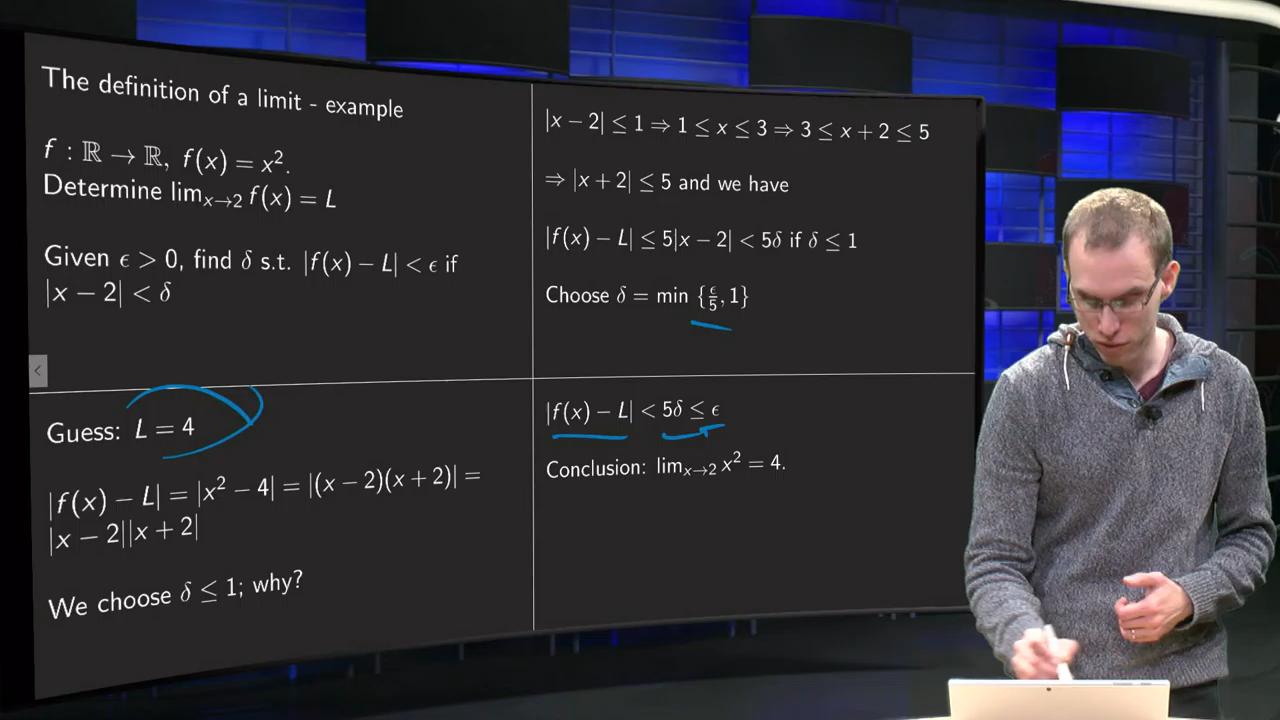 The definition of a limit - example
f : ℝ → ℝ, f(x) = x².
Determine limₓ→₂ f(x) = L
Given ϵ > 0, find δ s.t. |f(x) − L| < ϵ if
|x − 2| < δ
Guess: L = 4
|f(x) − L| = |x² − 4| = |(x − 2)(x + 2)| =
|x − 2||x + 2|
We choose δ ≤ 1; why?
|x − 2| ≤ 1 ⇒ 1 ≤ x ≤ 3 ⇒ 3 ≤ x + 2 ≤ 5
⇒ |x + 2| ≤ 5 and we have
|f(x) − L| ≤ 5|x − 2| < 5δ if δ ≤ 1
Choose δ = min {ϵ/5, 1}
|f(x) − L| < 5δ ≤ ϵ
Conclusion: limₓ→₂ x² = 4.